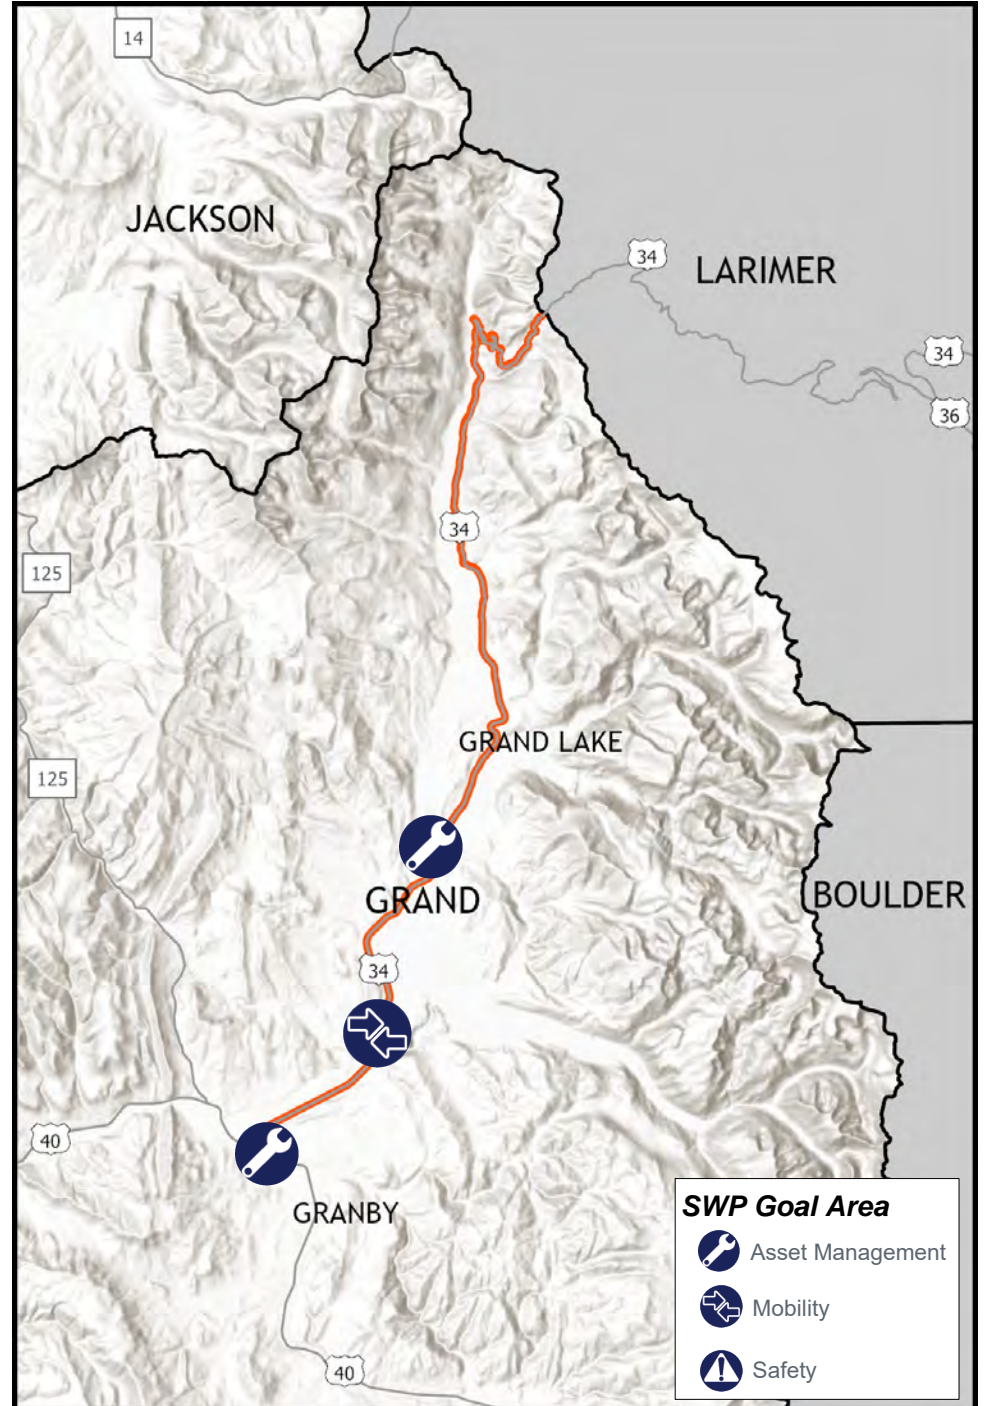 14
JACKSON
34
LARIMER
34
36
34
125
GRAND LAKE
125
GRAND
BOULDER
34
40
GRANBY
40
SWP Goal Area
Asset Management
Mobility
Safety